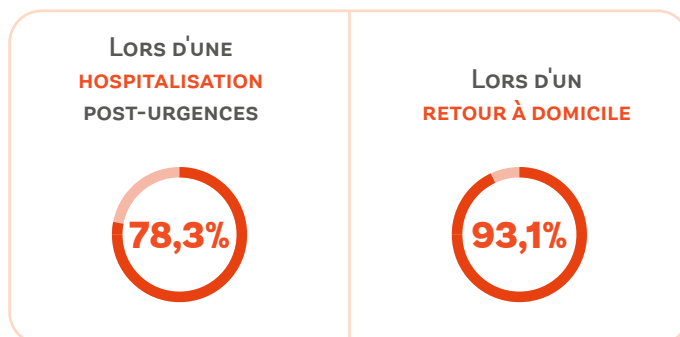 Lors d'une
hospitalisation
post-urgences
78,3%
Lors d'un
retour à domicile
93,1%